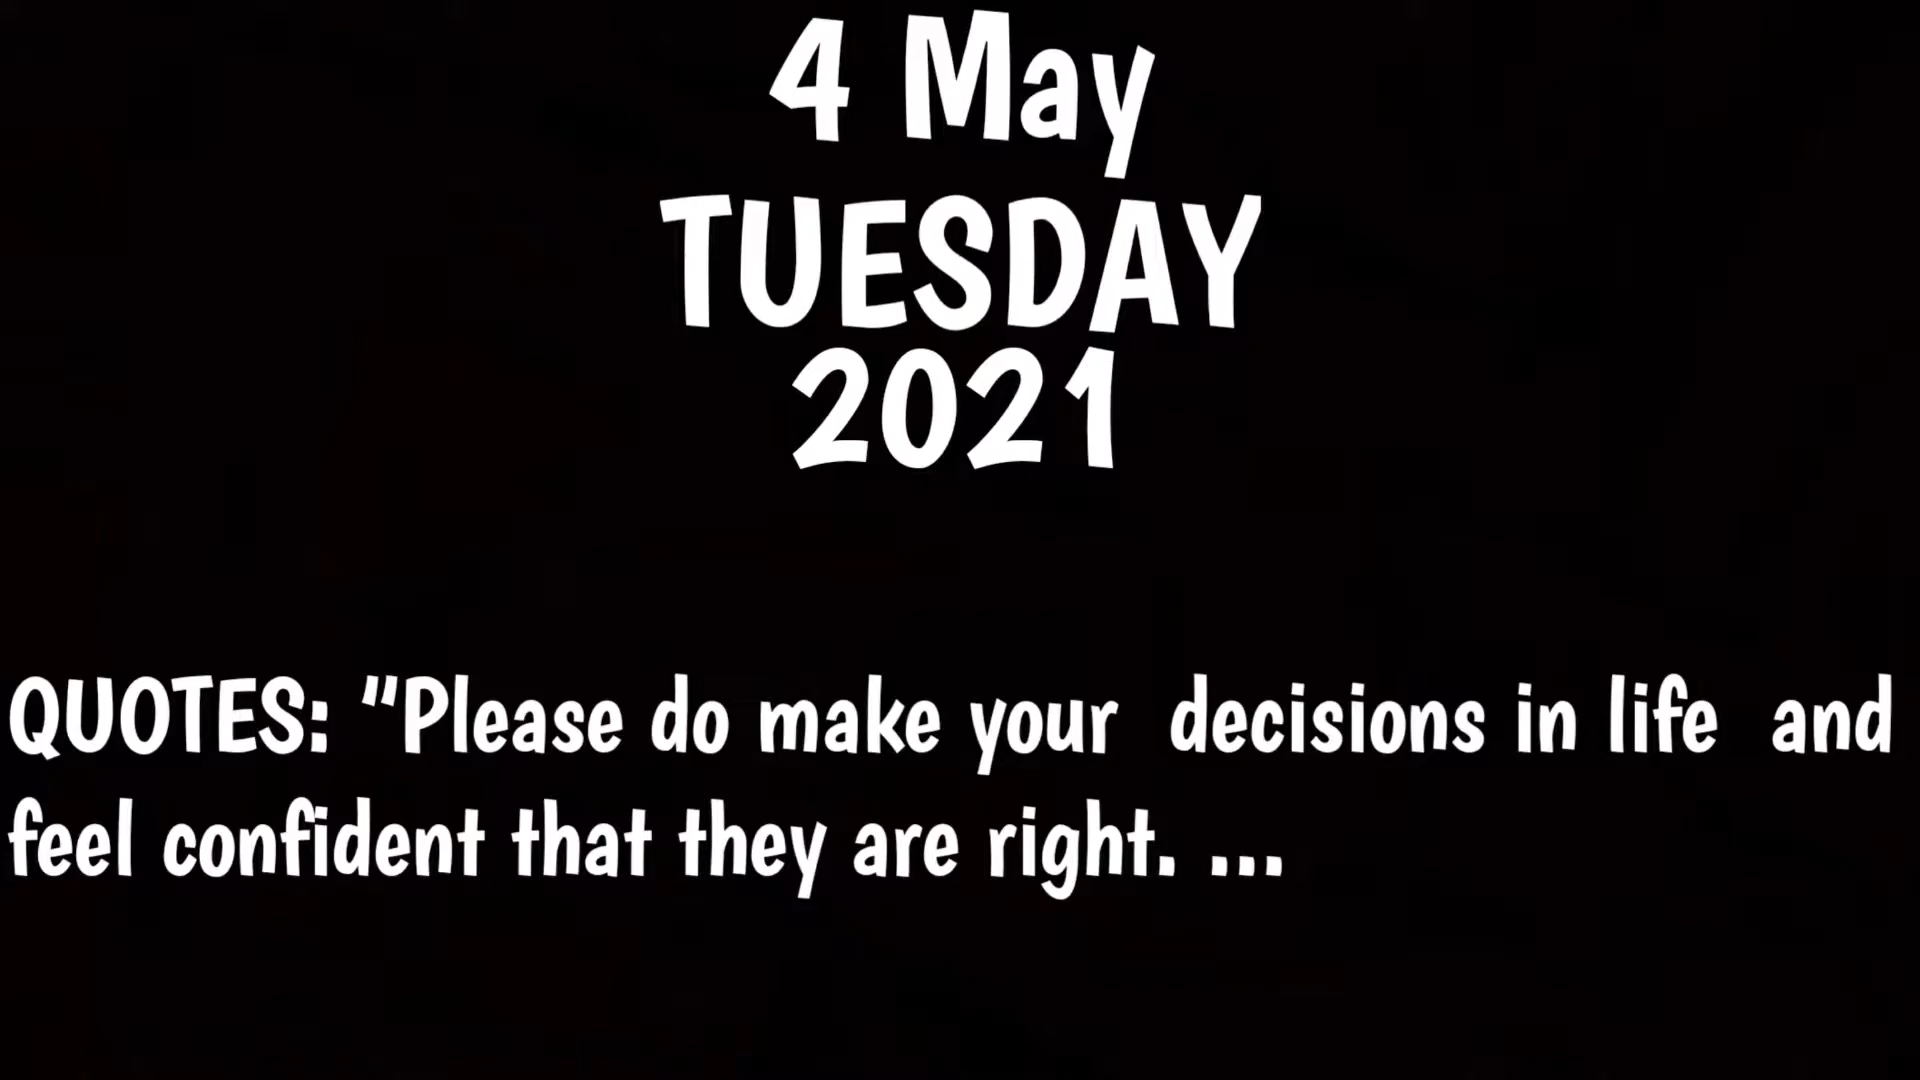 4 May
TUESDAY
2021
QUOTES: “Please do make your  decisions in life  and
feel confident that they are right. ...